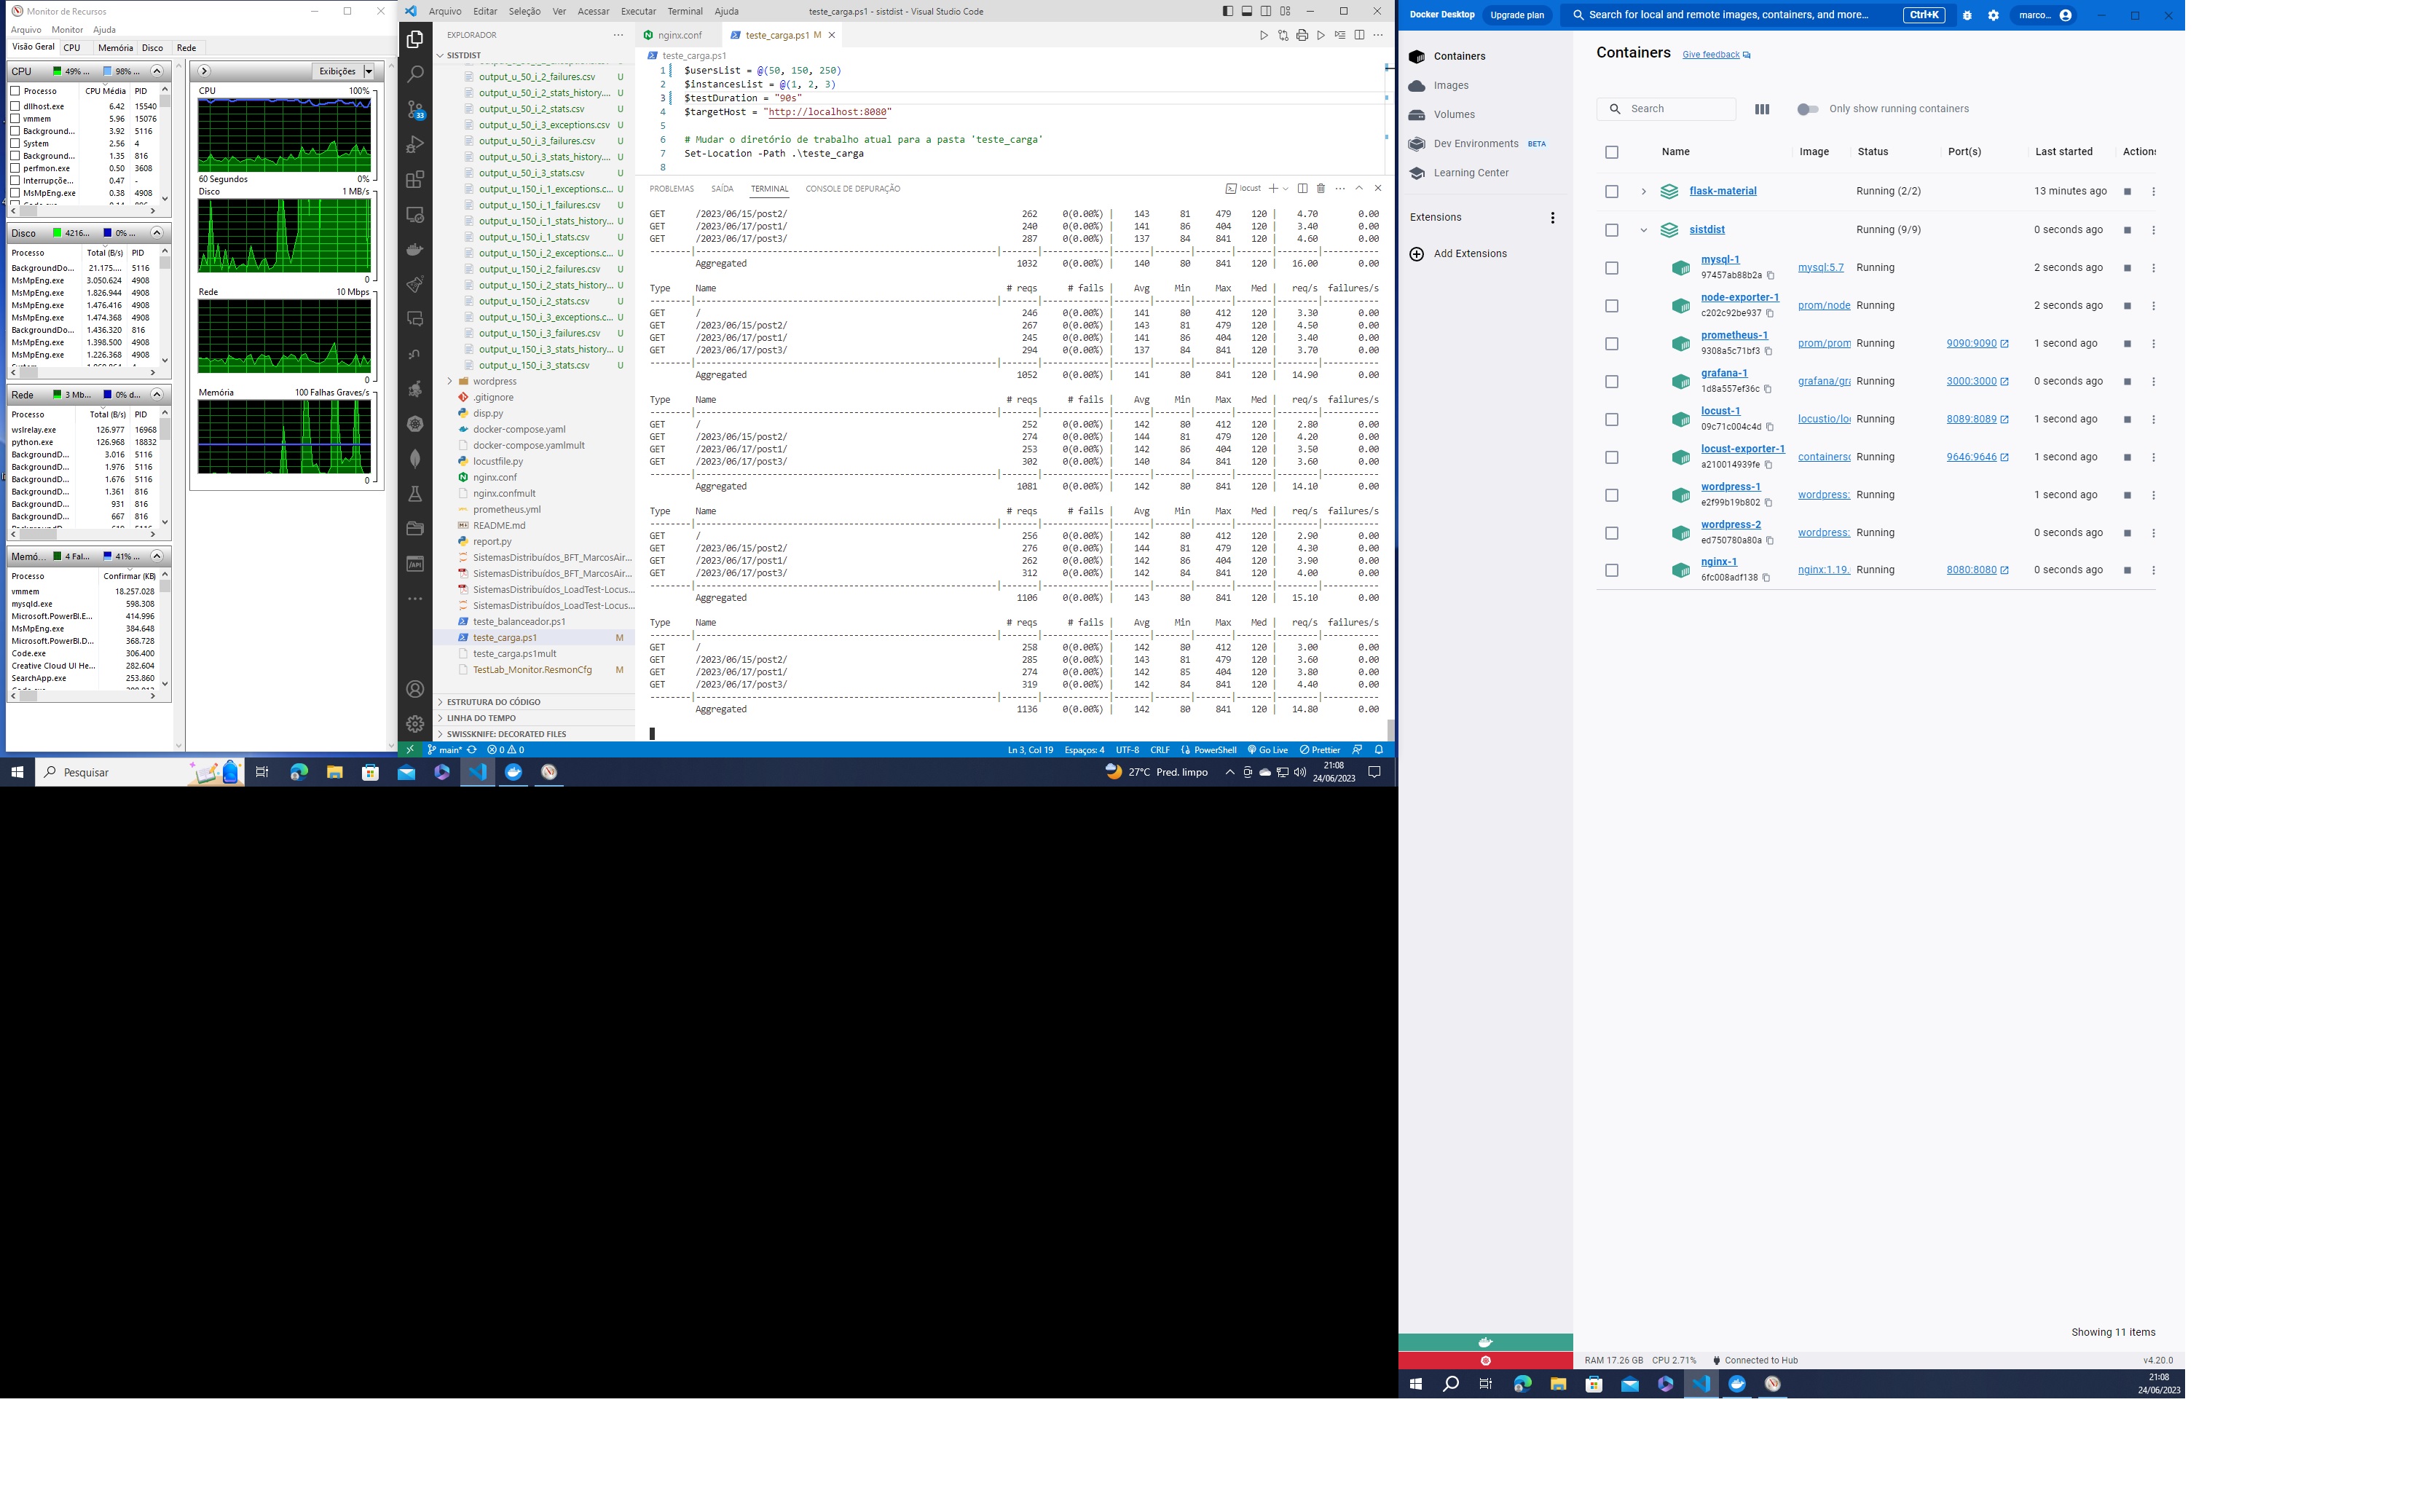 Monitor de Recursos
Arquivo Monitor Ajuda
Visão Geral CPU Memória Disco Rede
CPU 49% ... 98% ...
Processo CPU Média PID
dllhost.exe 6.42 15540
vmmem 5.96 15076
Background... 3.92 5116
System 2.56 4
Background... 1.35 816
perfmon.exe 0.50 3608
Interrupçõe... 0.47 -
MsMpEng.exe 0.38 4908
Disco 4216... 0% ...
Processo Total (B/s) PID
BackgroundDo... 21.175.... 5116
MsMpEng.exe 3.050.624 4908
MsMpEng.exe 1.826.944 4908
MsMpEng.exe 1.476.416 4908
MsMpEng.exe 1.474.368 4908
BackgroundDo... 1.436.320 816
MsMpEng.exe 1.398.500 4908
MsMpEng.exe 1.226.368 4908
Rede 3 Mb... 0% d...
Processo Total (B/s) PID
wslrelay.exe 126.977 16968
python.exe 126.968 18832
BackgroundD... 3.016 5116
BackgroundD... 1.976 5116
BackgroundD... 1.676 5116
BackgroundD... 1.361 816
BackgroundD... 931 816
BackgroundD... 667 816
Memó... 4 Fal... 41% ...
Processo Confirmar (KB)
vmmem 18.257.028
mysqld.exe 598.308
Microsoft.PowerBI.E... 414.996
MsMpEng.exe 384.648
Microsoft.PowerBI.D... 368.728
Code.exe 306.400
Creative Cloud UI He... 282.604
SearchApp.exe 253.860
Exibições
CPU 100%
60 Segundos 0%
Disco 1 MB/s
0
Rede 10 Mbps
0
Memória 100 Falhas Graves/s
0
Arquivo Editar Seleção Ver Acessar Executar Terminal Ajuda
teste_carga.ps1 - sistdist - Visual Studio Code
EXPLORADOR
SISTDIST
output_u_50_i_2_failures.csv U
output_u_50_i_2_stats_history.... U
output_u_50_i_2_stats.csv U
output_u_50_i_3_exceptions.csv U
output_u_50_i_3_failures.csv U
output_u_50_i_3_stats_history.... U
output_u_50_i_3_stats.csv U
output_u_150_i_1_exceptions.c... U
output_u_150_i_1_failures.csv U
output_u_150_i_1_stats_history... U
output_u_150_i_1_stats.csv U
output_u_150_i_2_exceptions.c... U
output_u_150_i_2_failures.csv U
output_u_150_i_2_stats_history... U
output_u_150_i_2_stats.csv U
output_u_150_i_3_exceptions.c... U
output_u_150_i_3_failures.csv U
output_u_150_i_3_stats_history... U
output_u_150_i_3_stats.csv U
wordpress
.gitignore
disp.py
docker-compose.yaml
docker-compose.yamlmult
locustfile.py
nginx.conf
nginx.confmult
prometheus.yml
README.md
report.py
SistemasDistribuídos_BFT_MarcosAir...
SistemasDistribuídos_BFT_MarcosAir...
SistemasDistribuídos_LoadTest-Locus...
SistemasDistribuídos_LoadTest-Locus...
teste_balanceador.ps1
teste_carga.ps1 M
teste_carga.ps1mult
TestLab_Monitor.ResmonCfg M
ESTRUTURA DO CÓDIGO
LINHA DO TEMPO
SWISSKNIFE: DECORATED FILES
33
nginx.conf teste_carga.ps1 M
teste_carga.ps1
1 $usersList = @(50, 150, 250)
2 $instancesList = @(1, 2, 3)
3 $testDuration = "90s"
4 $targetHost = "http://localhost:8080"
5
6 # Mudar o diretório de trabalho atual para a pasta 'teste_carga'
7 Set-Location -Path .\teste_carga
8
PROBLEMAS SAÍDA TERMINAL CONSOLE DE DEPURAÇÃO
locust
GET /2023/06/15/post2/ 262 0(0.00%) | 143 81 479 120 | 4.70 0.00
GET /2023/06/17/post1/ 240 0(0.00%) | 141 86 404 120 | 3.40 0.00
GET /2023/06/17/post3/ 287 0(0.00%) | 137 84 841 120 | 4.60 0.00
Aggregated 1032 0(0.00%) | 140 80 841 120 | 16.00 0.00
Type Name # reqs # fails | Avg Min Max Med | req/s failures/s
GET / 246 0(0.00%) | 141 80 412 120 | 3.30 0.00
GET /2023/06/15/post2/ 267 0(0.00%) | 143 81 479 120 | 4.50 0.00
GET /2023/06/17/post1/ 245 0(0.00%) | 141 86 404 120 | 3.40 0.00
GET /2023/06/17/post3/ 294 0(0.00%) | 137 84 841 120 | 3.70 0.00
Aggregated 1052 0(0.00%) | 141 80 841 120 | 14.90 0.00
Type Name # reqs # fails | Avg Min Max Med | req/s failures/s
GET / 252 0(0.00%) | 142 80 412 120 | 2.80 0.00
GET /2023/06/15/post2/ 274 0(0.00%) | 144 81 479 120 | 4.20 0.00
GET /2023/06/17/post1/ 253 0(0.00%) | 142 86 404 120 | 3.50 0.00
GET /2023/06/17/post3/ 302 0(0.00%) | 140 84 841 120 | 3.60 0.00
Aggregated 1081 0(0.00%) | 142 80 841 120 | 14.10 0.00
Type Name # reqs # fails | Avg Min Max Med | req/s failures/s
GET / 256 0(0.00%) | 142 80 412 120 | 2.90 0.00
GET /2023/06/15/post2/ 276 0(0.00%) | 144 81 479 120 | 4.30 0.00
GET /2023/06/17/post1/ 262 0(0.00%) | 142 86 404 120 | 3.90 0.00
GET /2023/06/17/post3/ 312 0(0.00%) | 142 84 841 120 | 4.00 0.00
Aggregated 1106 0(0.00%) | 143 80 841 120 | 15.10 0.00
Type Name # reqs # fails | Avg Min Max Med | req/s failures/s
GET / 258 0(0.00%) | 142 80 412 120 | 3.00 0.00
GET /2023/06/15/post2/ 285 0(0.00%) | 143 81 479 120 | 3.60 0.00
GET /2023/06/17/post1/ 274 0(0.00%) | 142 85 404 120 | 3.80 0.00
GET /2023/06/17/post3/ 319 0(0.00%) | 142 84 841 120 | 4.40 0.00
Aggregated 1136 0(0.00%) | 142 80 841 120 | 14.80 0.00
main* 0 0 Ln 3, Col 19 Espaços: 4 UTF-8 CRLF PowerShell Go Live Prettier
Pesquisar
27°C Pred. limpo
21:08
24/06/2023
Docker Desktop Upgrade plan
Search for local and remote images, containers, and more... Ctrl+K
marco...
Containers
Images
Volumes
Dev Environments BETA
Learning Center
Extensions
Add Extensions
Containers Give feedback
Search
Only show running containers
Name Image Status Port(s) Last started Actions
flask-material Running (2/2) 13 minutes ago
sistdist Running (9/9) 0 seconds ago
mysql-1
97457ab88b2a mysql:5.7 Running 2 seconds ago
node-exporter-1
c202c92be937 prom/node Running 2 seconds ago
prometheus-1
9308a5c71bf3 prom/prom Running 9090:9090 1 second ago
grafana-1
1d8a557ef36c grafana/gra Running 3000:3000 0 seconds ago
locust-1
09c71c004c4d locustio/lo Running 8089:8089 1 second ago
locust-exporter-1
a210014939fe containers Running 9646:9646 1 second ago
wordpress-1
e2f99b19b802 wordpress: Running 1 second ago
wordpress-2
ed750780a80a wordpress: Running 0 seconds ago
nginx-1
6fc008adf138 nginx:1.19. Running 8080:8080 0 seconds ago
Showing 11 items
RAM 17.26 GB CPU 2.71% Connected to Hub v4.20.0
21:08
24/06/2023